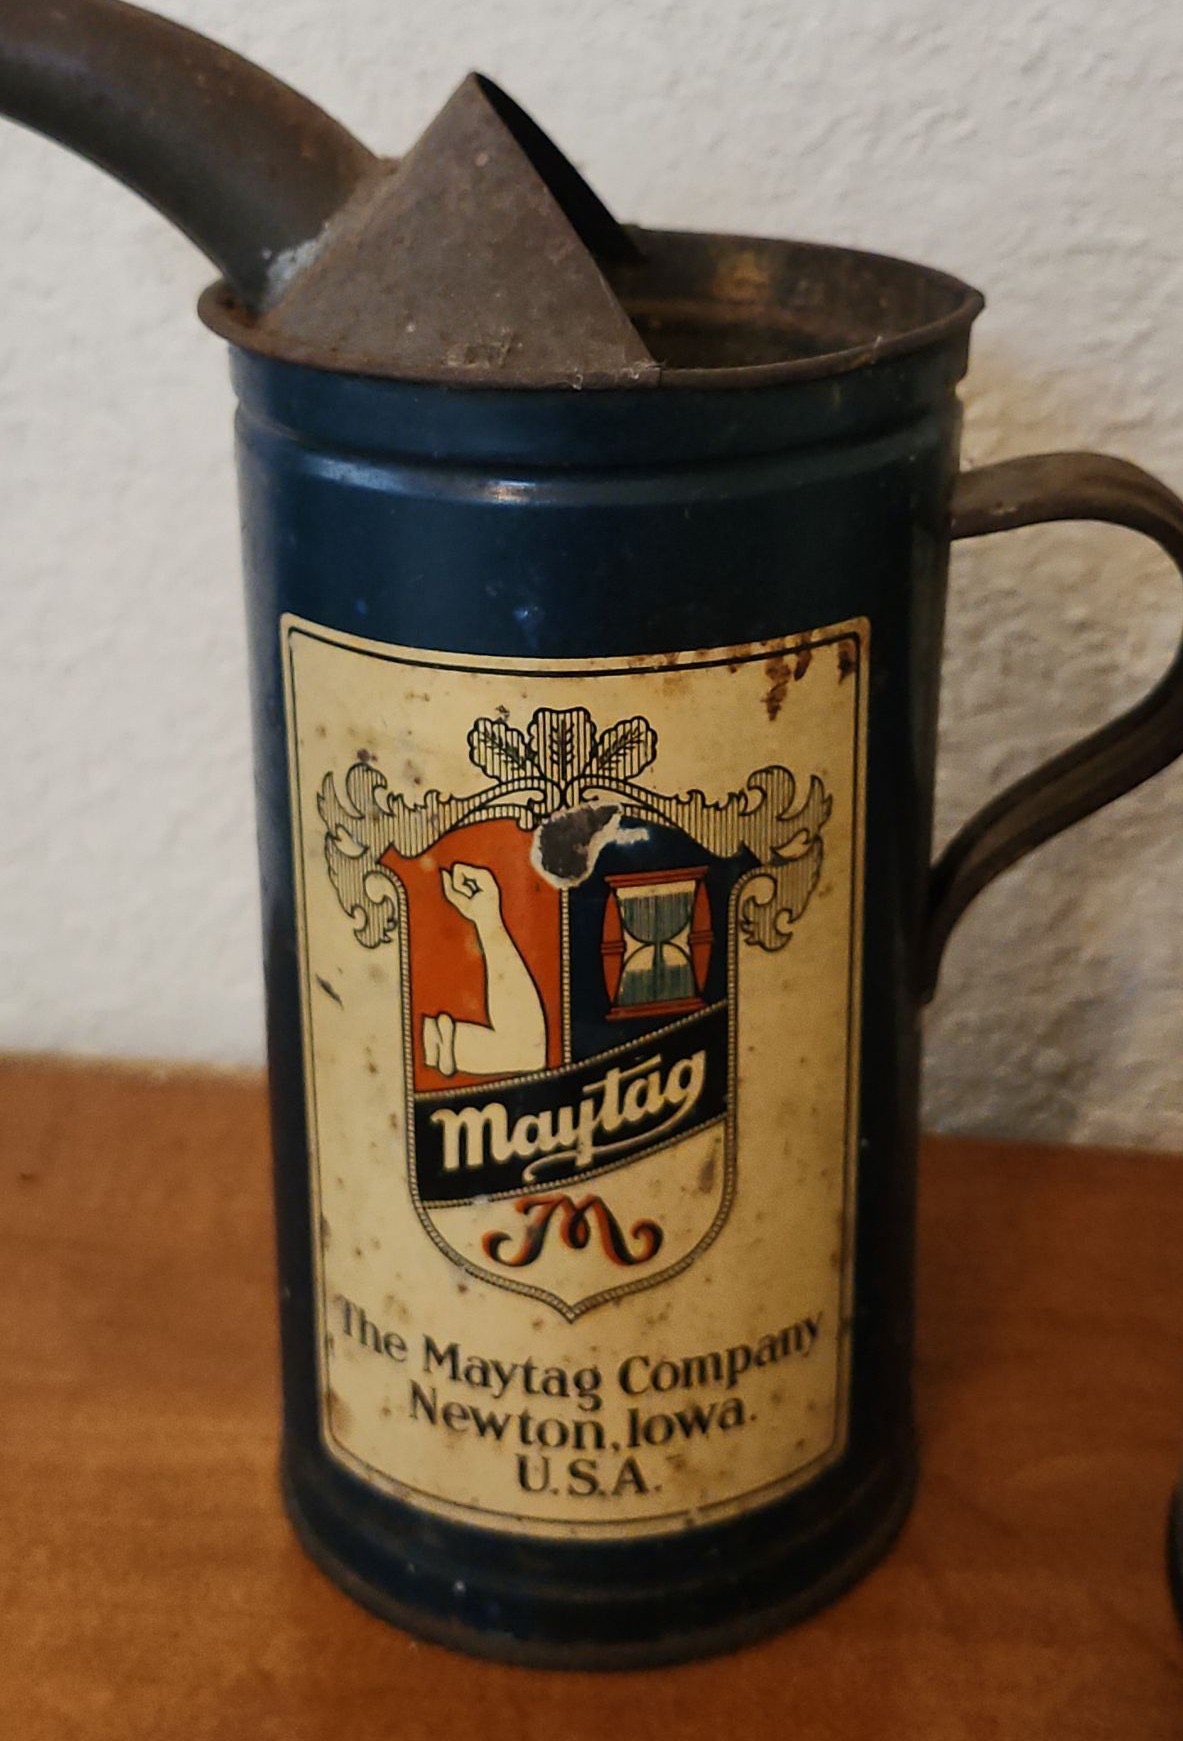 Maytag
M
The Maytag Company
Newton, Iowa.
U.S.A.